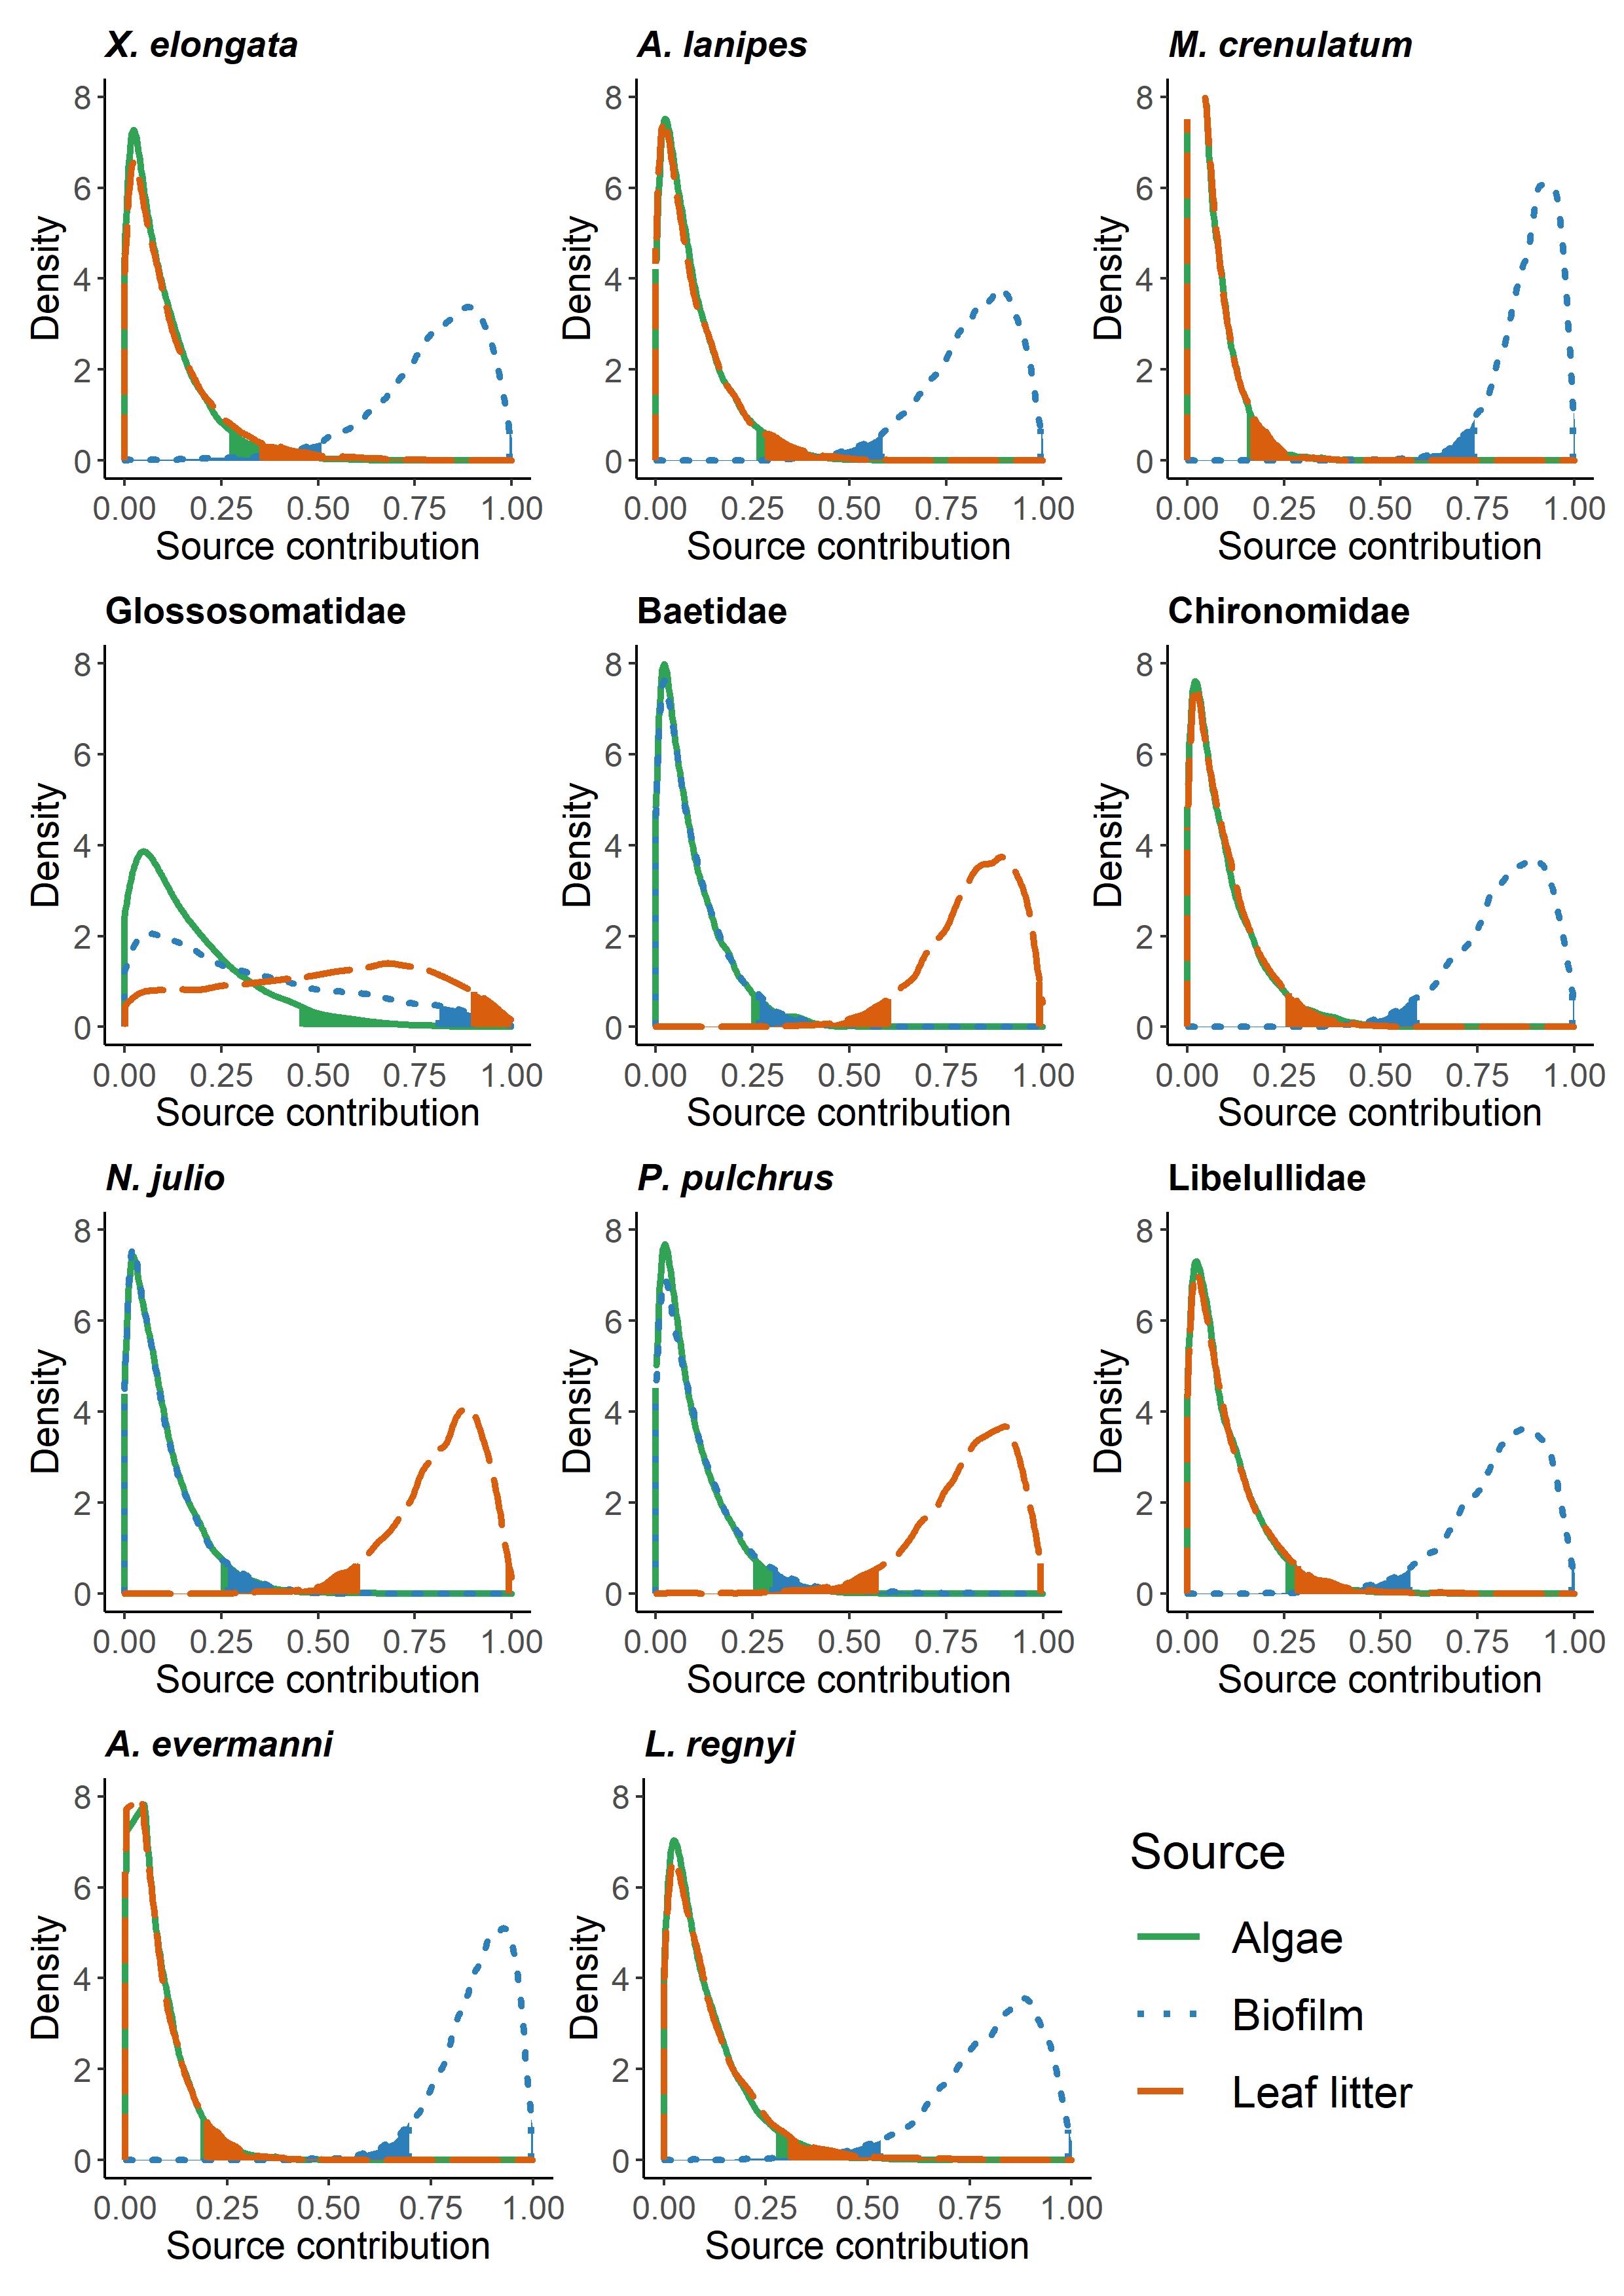 X. elongata
A. lanipes
M. crenulatum
8
6
4
2
0
Density
0.00 0.25 0.50 0.75 1.00
Source contribution
8
6
4
2
0
Density
0.00 0.25 0.50 0.75 1.00
Source contribution
8
6
4
2
0
Density
0.00 0.25 0.50 0.75 1.00
Source contribution
Glossosomatidae
Baetidae
Chironomidae
8
6
4
2
0
Density
0.00 0.25 0.50 0.75 1.00
Source contribution
8
6
4
2
0
Density
0.00 0.25 0.50 0.75 1.00
Source contribution
8
6
4
2
0
Density
0.00 0.25 0.50 0.75 1.00
Source contribution
N. julio
P. pulchrus
Libelullidae
8
6
4
2
0
Density
0.00 0.25 0.50 0.75 1.00
Source contribution
8
6
4
2
0
Density
0.00 0.25 0.50 0.75 1.00
Source contribution
8
6
4
2
0
Density
0.00 0.25 0.50 0.75 1.00
Source contribution
A. evermanni
L. regnyi
8
6
4
2
0
Density
0.00 0.25 0.50 0.75 1.00
Source contribution
8
6
4
2
0
Density
0.00 0.25 0.50 0.75 1.00
Source contribution
Source
Algae
Biofilm
Leaf litter